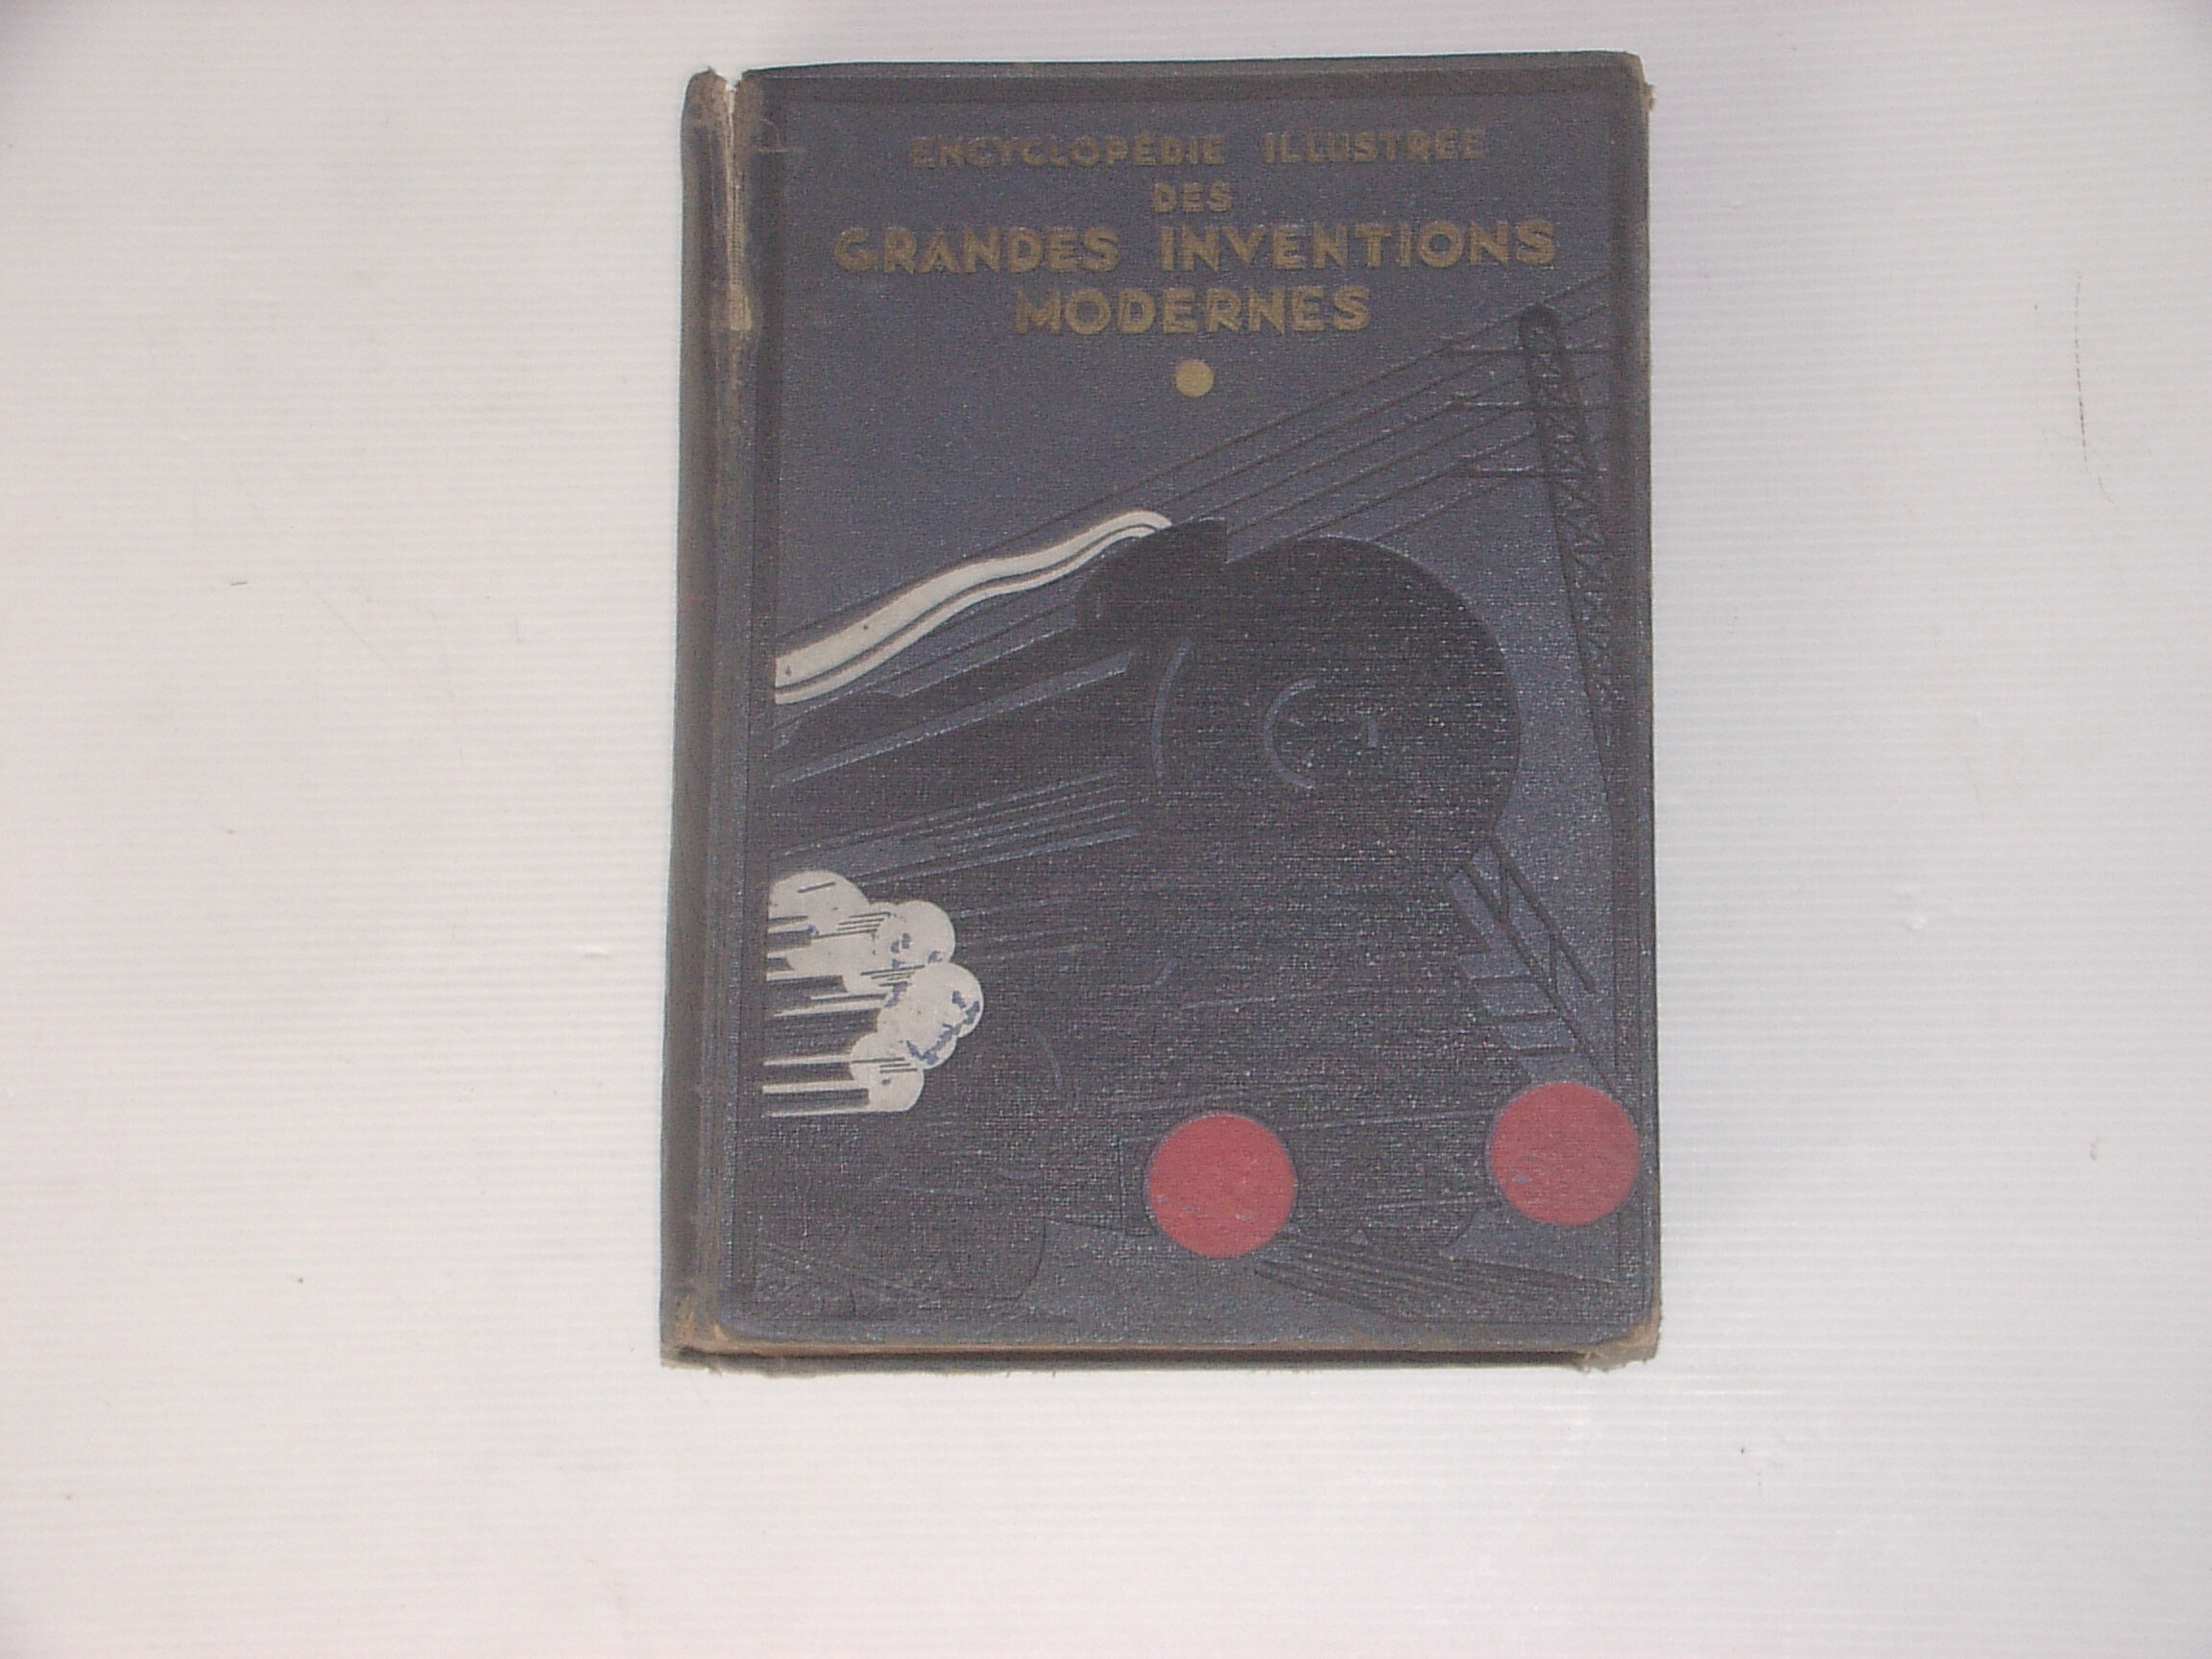 ENCYCLOPÉDIE ILLUSTRÉE
DES
GRANDES INVENTIONS
MODERNES